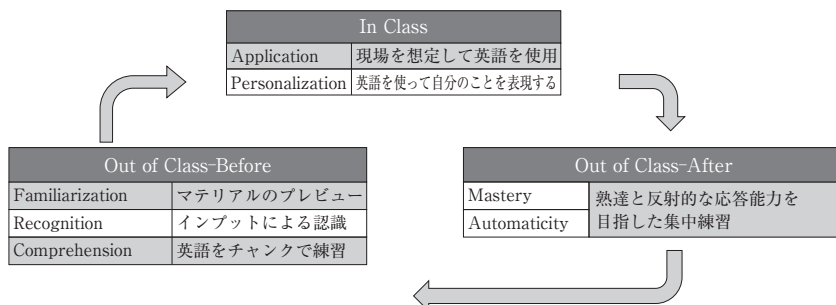 In Class
Application 現場を想定して英語を使用
Personalization 英語を使って自分のことを表現する
Out of Class-Before
Familiarization マテリアルのプレビュー
Recognition インプットによる認識
Comprehension 英語をチャンクで練習
Out of Class-After
Mastery 熟達と反射的な応答能力を
Automaticity 目指した集中練習